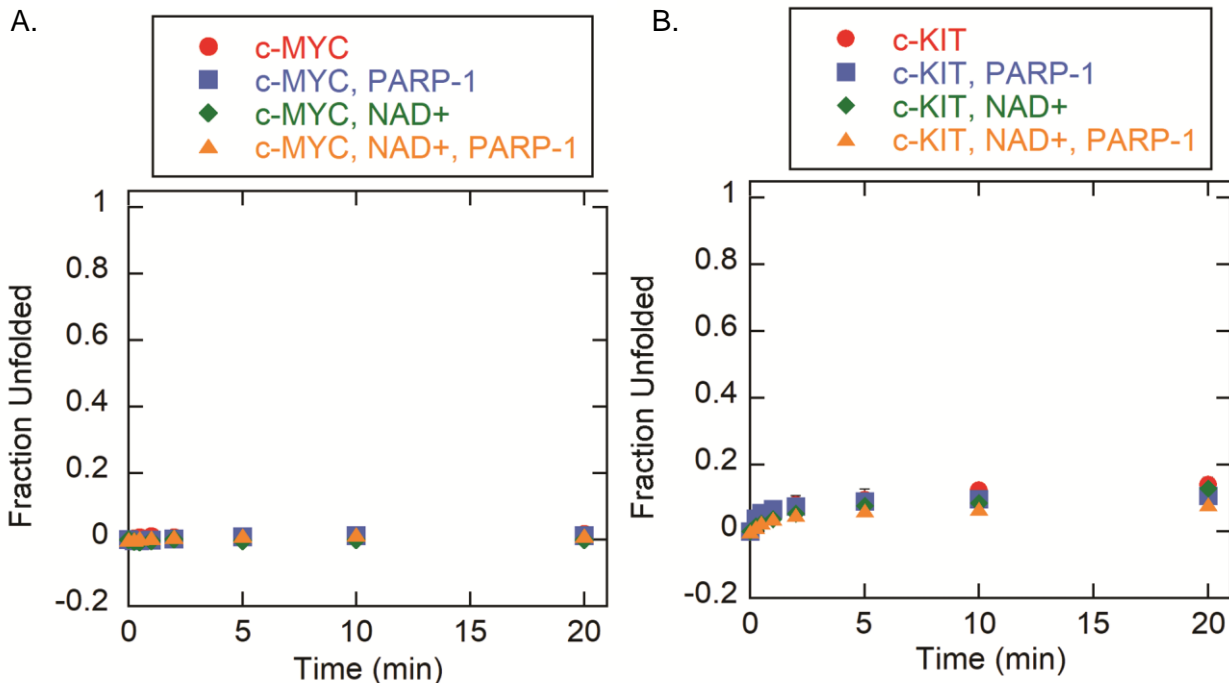 A.
c-MYC
c-MYC, PARP-1
c-MYC, NAD+
c-MYC, NAD+, PARP-1
1
0.8
0.6
0.4
0.2
0
-0.2
Fraction Unfolded
0
5
10
15
20
Time (min)
B.
c-KIT
c-KIT, PARP-1
c-KIT, NAD+
c-KIT, NAD+, PARP-1
1
0.8
0.6
0.4
0.2
0
-0.2
Fraction Unfolded
0
5
10
15
20
Time (min)